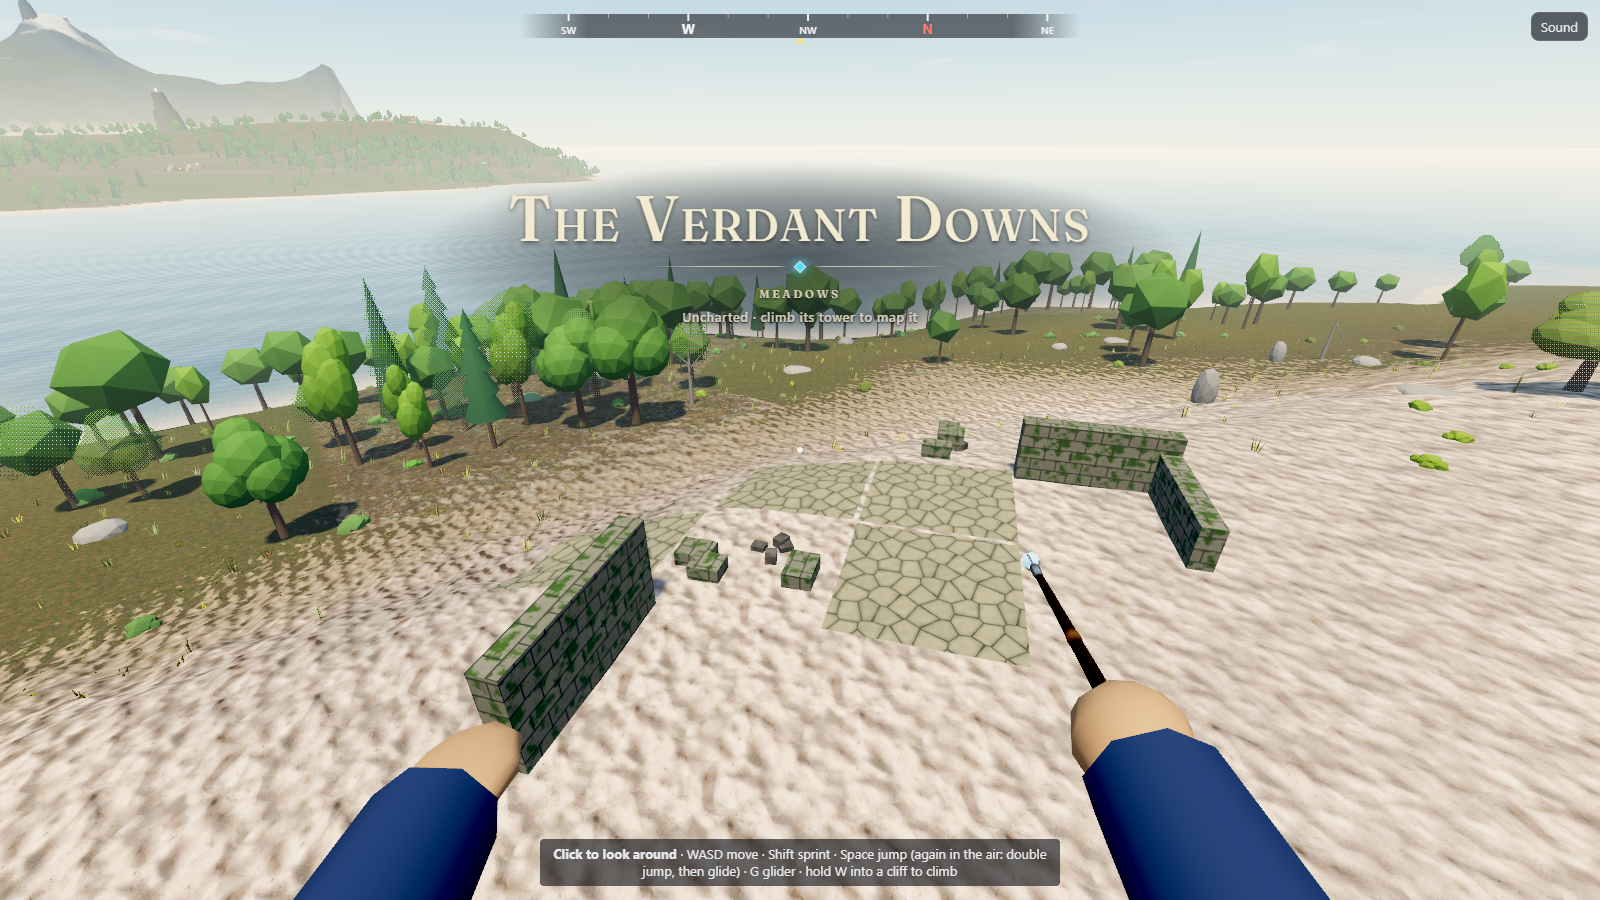 SW W NW N NE
Sound
The Verdant Downs
MEADOWS
Uncharted · climb its tower to map it
Click to look around · WASD move · Shift sprint · Space jump (again in the air: double
jump, then glide) · G glider · hold W into a cliff to climb